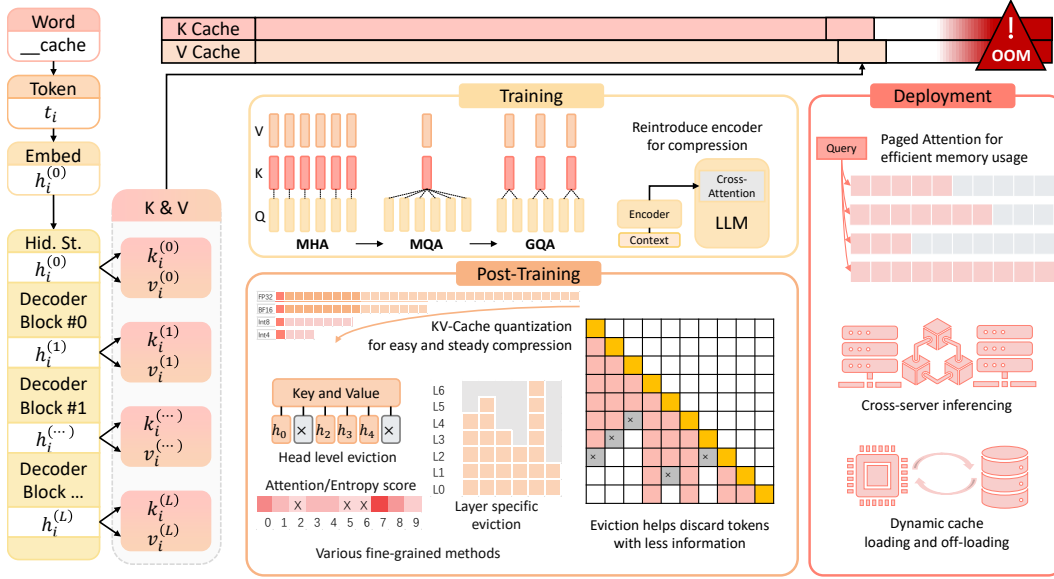 Word
__cache
Token
t_i
Embed
h_i^(0)
K & V
Hid. St.
h_i^(0)
Decoder
Block #0
h_i^(1)
Decoder
Block #1
h_i^(⋯)
Decoder
Block ...
h_i^(L)
k_i^(0)
v_i^(0)
k_i^(1)
v_i^(1)
k_i^(⋯)
v_i^(⋯)
k_i^(L)
v_i^(L)
K Cache
V Cache
!
OOM
Training
V
K
Q
MHA
MQA
GQA
Reintroduce encoder
for compression
Cross-
Attention
LLM
Encoder
Context
Post-Training
FP32
BF16
Int8
Int4
KV-Cache quantization
for easy and steady compression
Key and Value
h_0 × h_2 h_3 h_4 ×
Head level eviction
Attention/Entropy score
X X X
0 1 2 3 4 5 6 7 8 9
L6
L5
L4
L3
L2
L1
L0
Layer specific
eviction
Various fine-grained methods
×
×
× ×
×
Eviction helps discard tokens
with less information
Deployment
Paged Attention for
efficient memory usage
Query
Cross-server inferencing
Dynamic cache
loading and off-loading